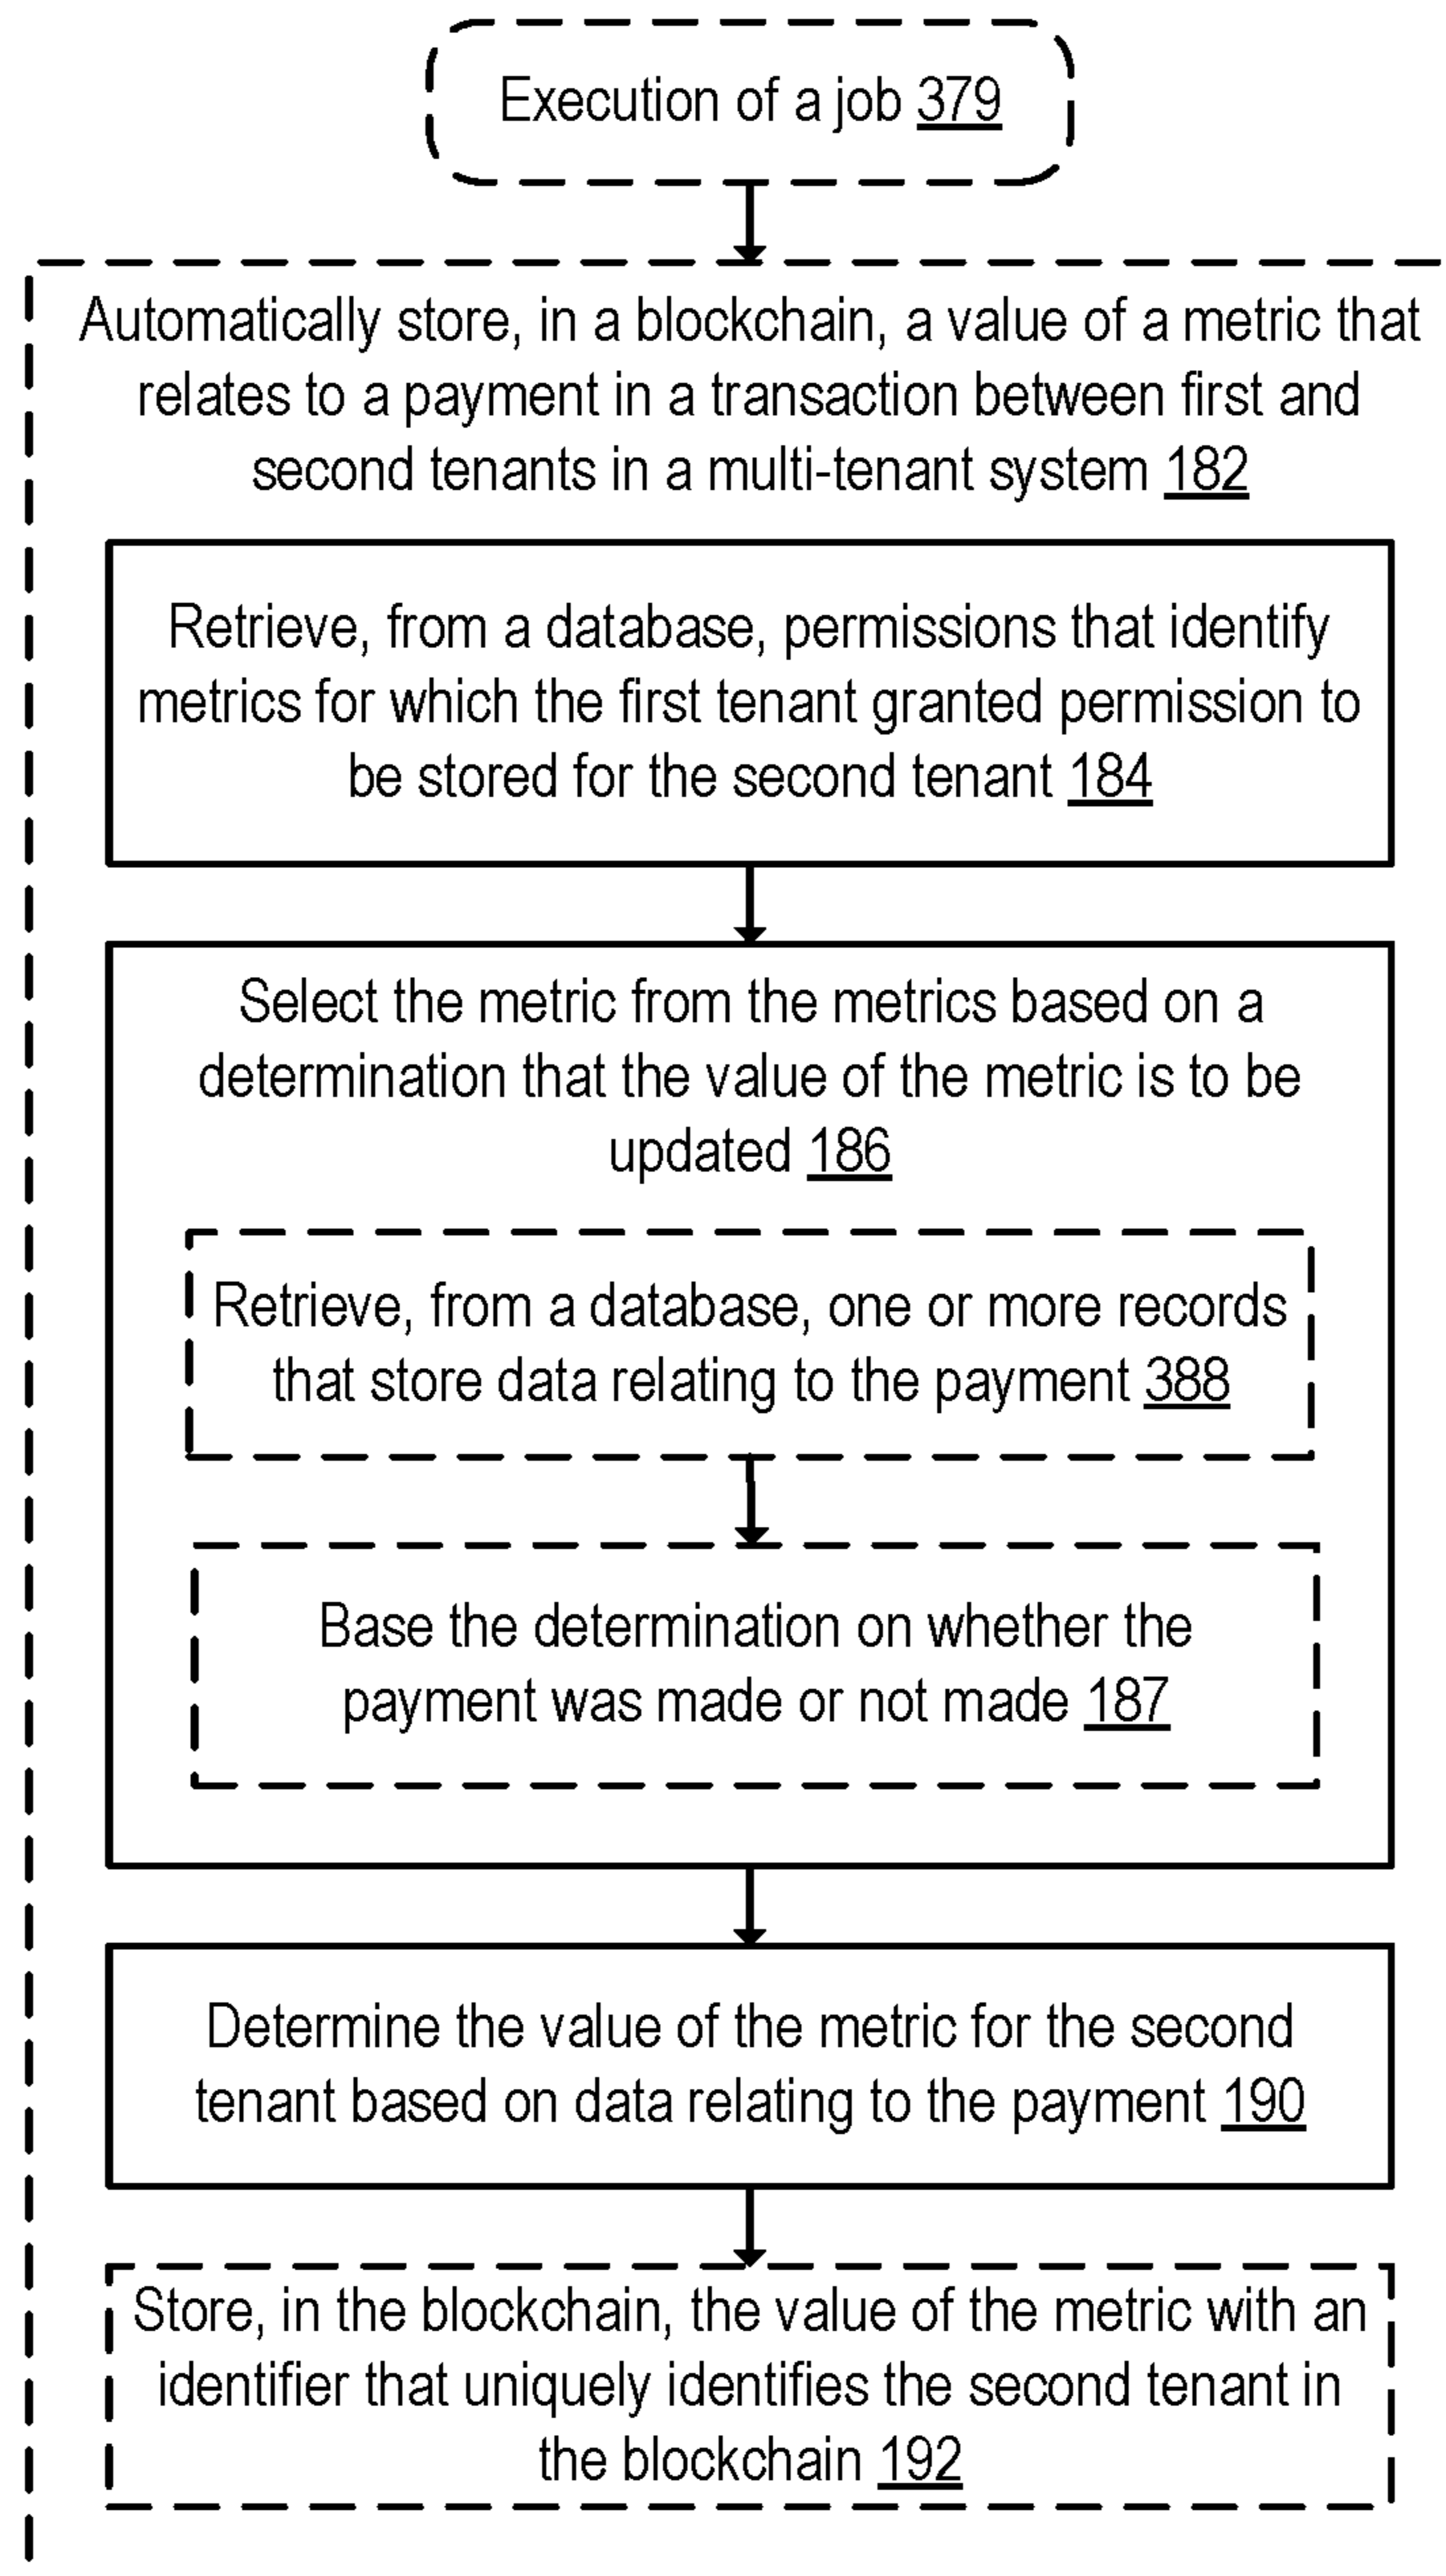 Execution of a job 379
Automatically store, in a blockchain, a value of a metric that
relates to a payment in a transaction between first and
second tenants in a multi-tenant system 182
Retrieve, from a database, permissions that identify
metrics for which the first tenant granted permission to
be stored for the second tenant 184
Select the metric from the metrics based on a
determination that the value of the metric is to be
updated 186
Retrieve, from a database, one or more records
that store data relating to the payment 388
Base the determination on whether the
payment was made or not made 187
Determine the value of the metric for the second
tenant based on data relating to the payment 190
Store, in the blockchain, the value of the metric with an
identifier that uniquely identifies the second tenant in
the blockchain 192